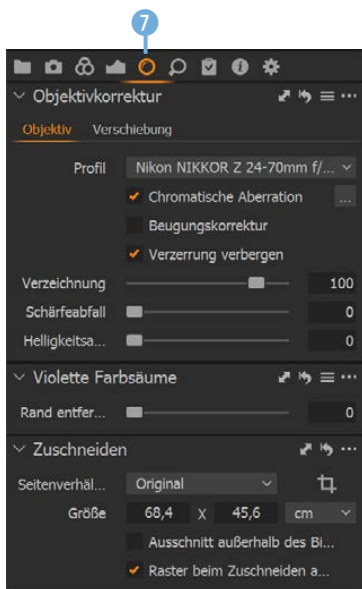 7
Objektivkorrektur
Objektiv Verschiebung
Profil Nikon NIKKOR Z 24-70mm f/...
Chromatische Aberration ...
Beugungskorrektur
Verzerrung verbergen
Verzeichnung 100
Schärfeabfall 0
Helligkeitsa... 0
Violette Farbsäume
Rand entfer... 0
Zuschneiden
Seitenverhäl... Original
Größe 68,4 X 45,6 cm
Ausschnitt außerhalb des Bi...
Raster beim Zuschneiden a...